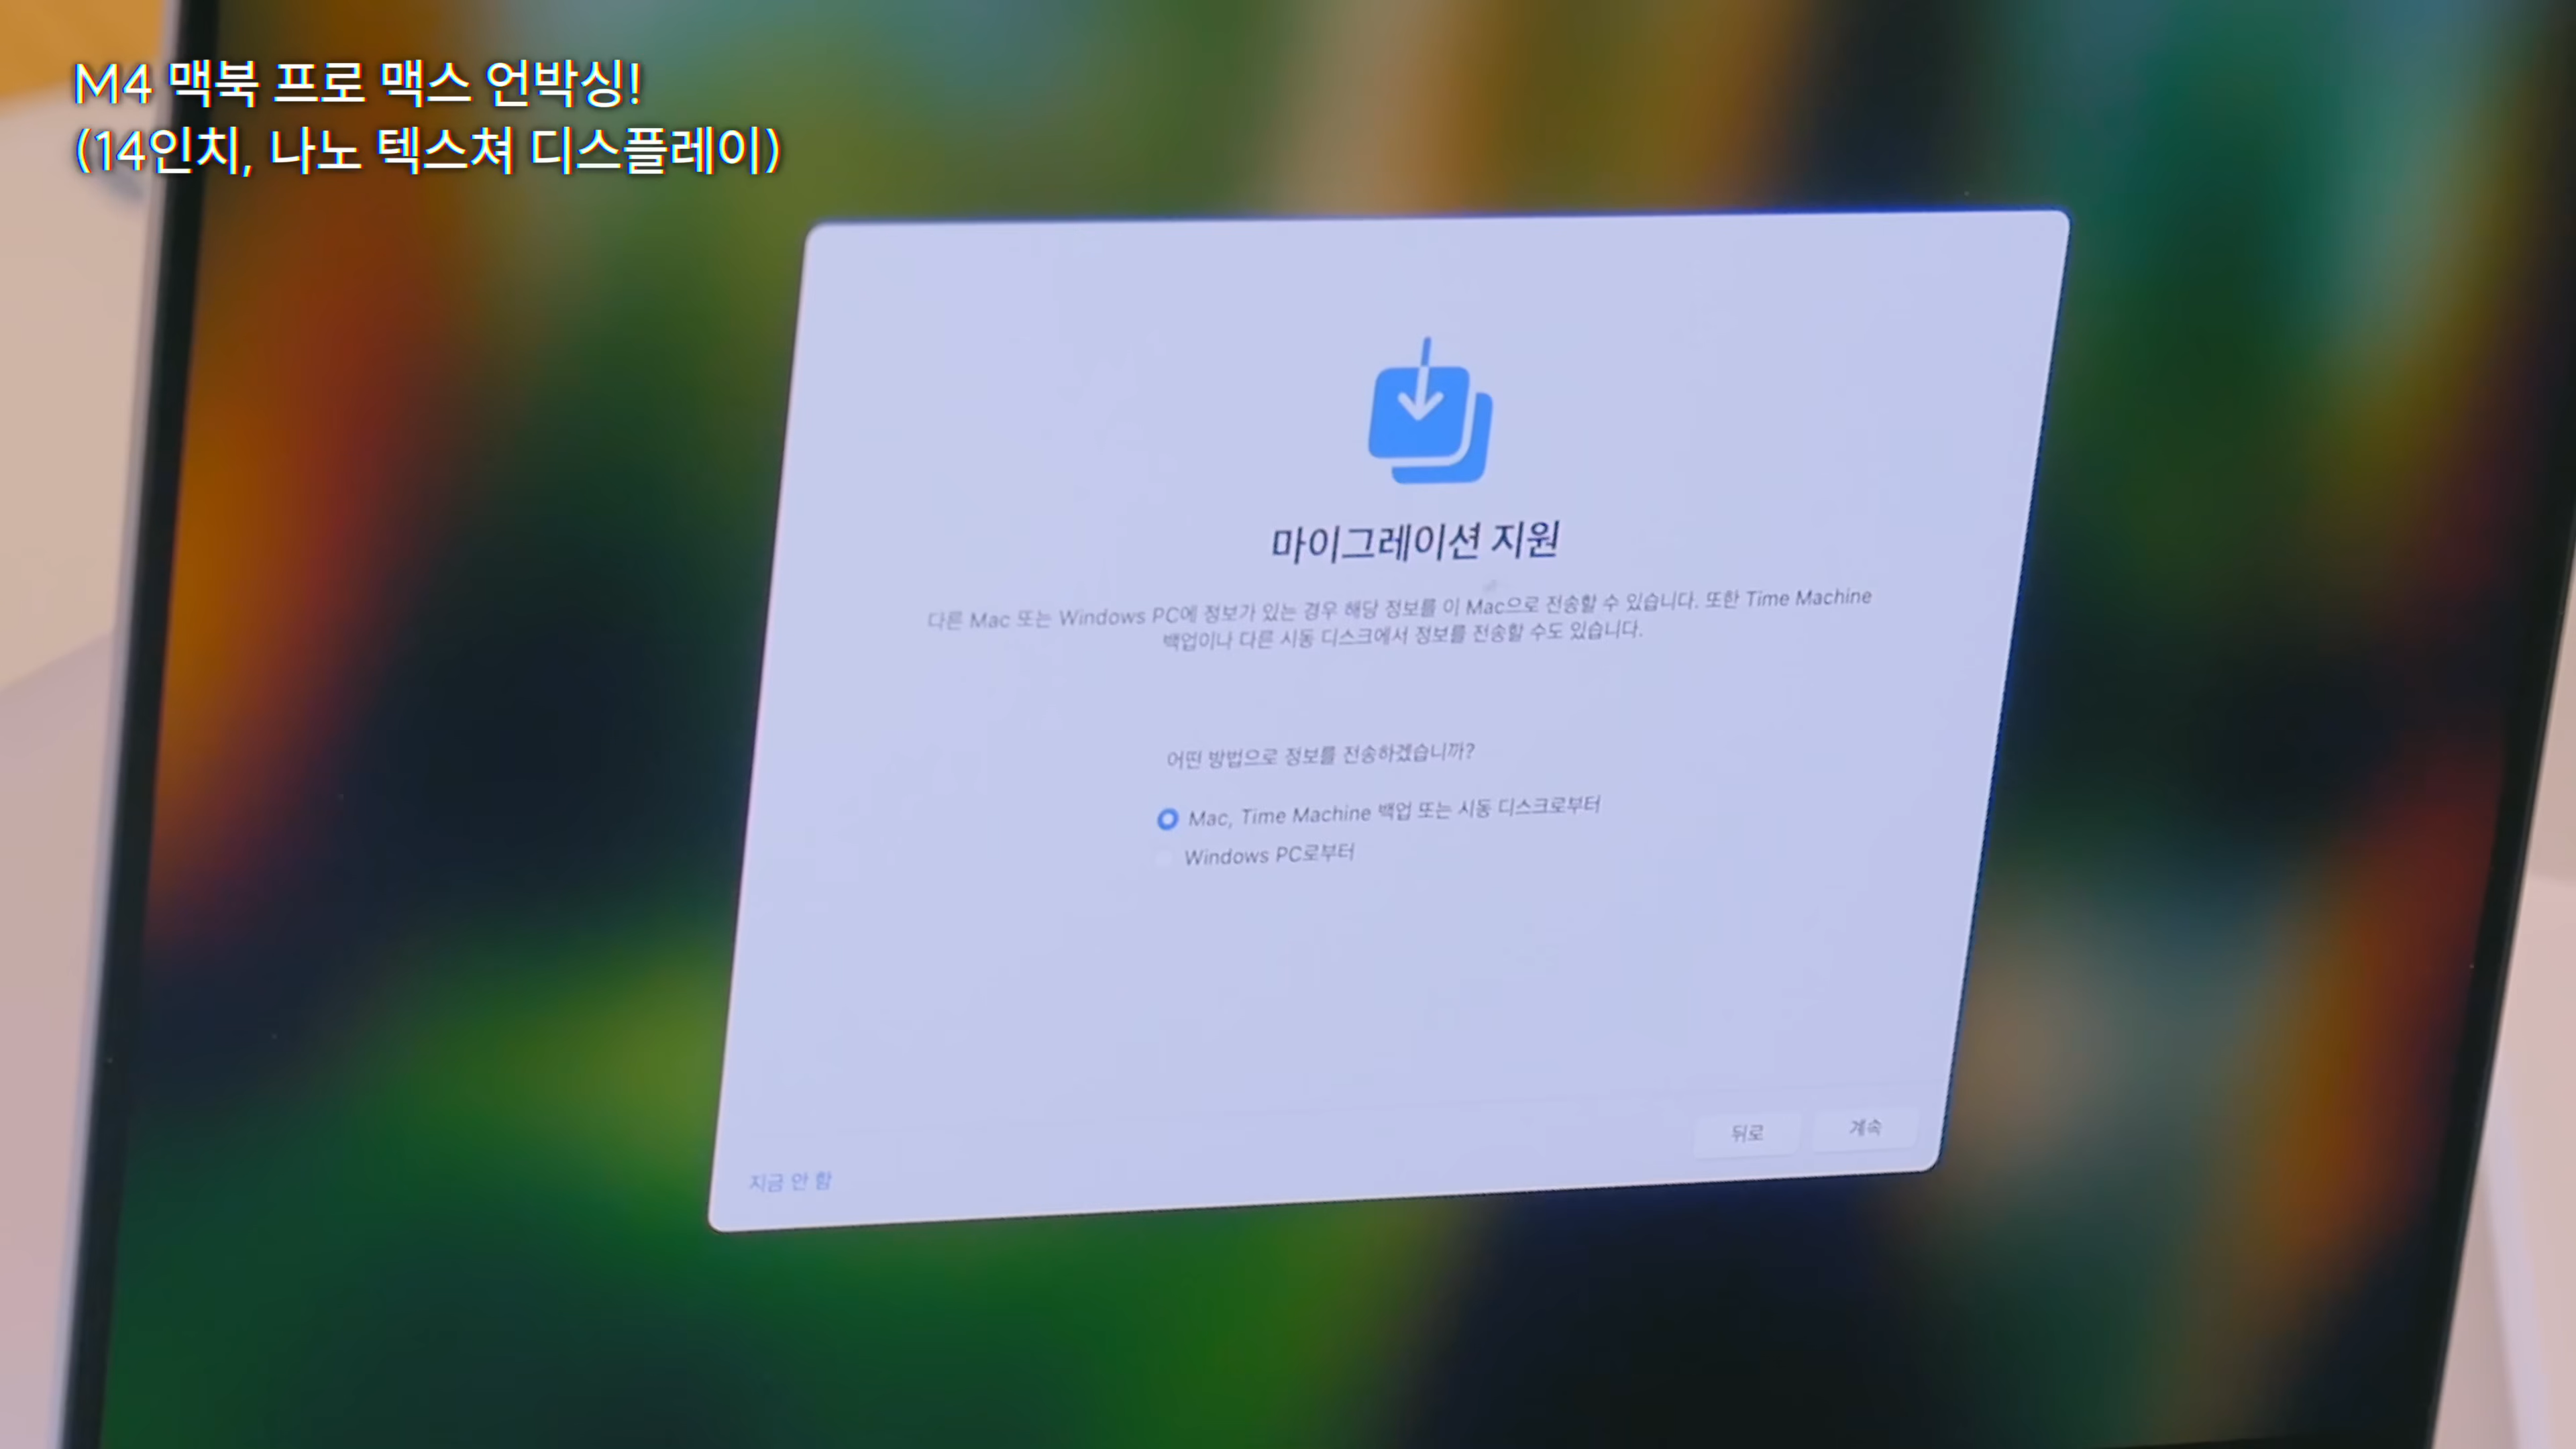 M4 맥북 프로 맥스 언박싱!
(14인치, 나노 텍스쳐 디스플레이)
마이그레이션 지원
다른 Mac 또는 Windows PC에 정보가 있는 경우 해당 정보를 이 Mac으로 전송할 수 있습니다. 또한 Time Machine
백업이나 다른 시동 디스크에서 정보를 전송할 수도 있습니다.
어떤 방법으로 정보를 전송하겠습니까?
Mac, Time Machine 백업 또는 시동 디스크로부터
Windows PC로부터
지금 안 함
뒤로
계속